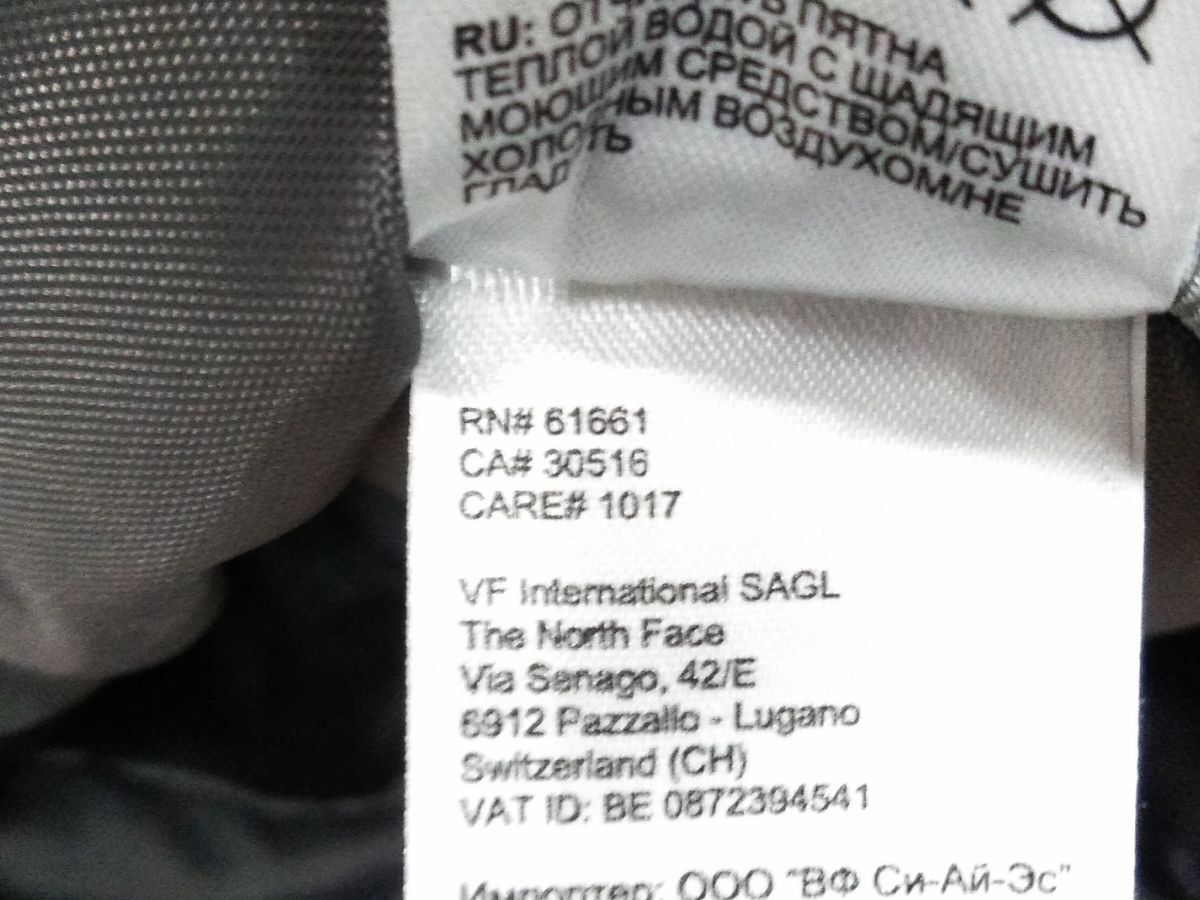 RU: ПЯТНА
ТЕПЛОЙ ВОДОЙ С ЩАДЯЩИМ
МОЮЩИМ СРЕДСТВОМ/СУШИТЬ
ВОЗДУХОМ/НЕ
RN# 61661
CA# 30516
CARE# 1017
VF International SAGL
The North Face
Via Senago, 42/E
6912 Pazzallo - Lugano
Switzerland (CH)
VAT ID: BE 0872394541
Импортер: ООО "ВФ Си-Ай-Эс"